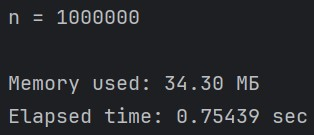 n = 1000000
Memory used: 34.30 МБ
Elapsed time: 0.75439 sec